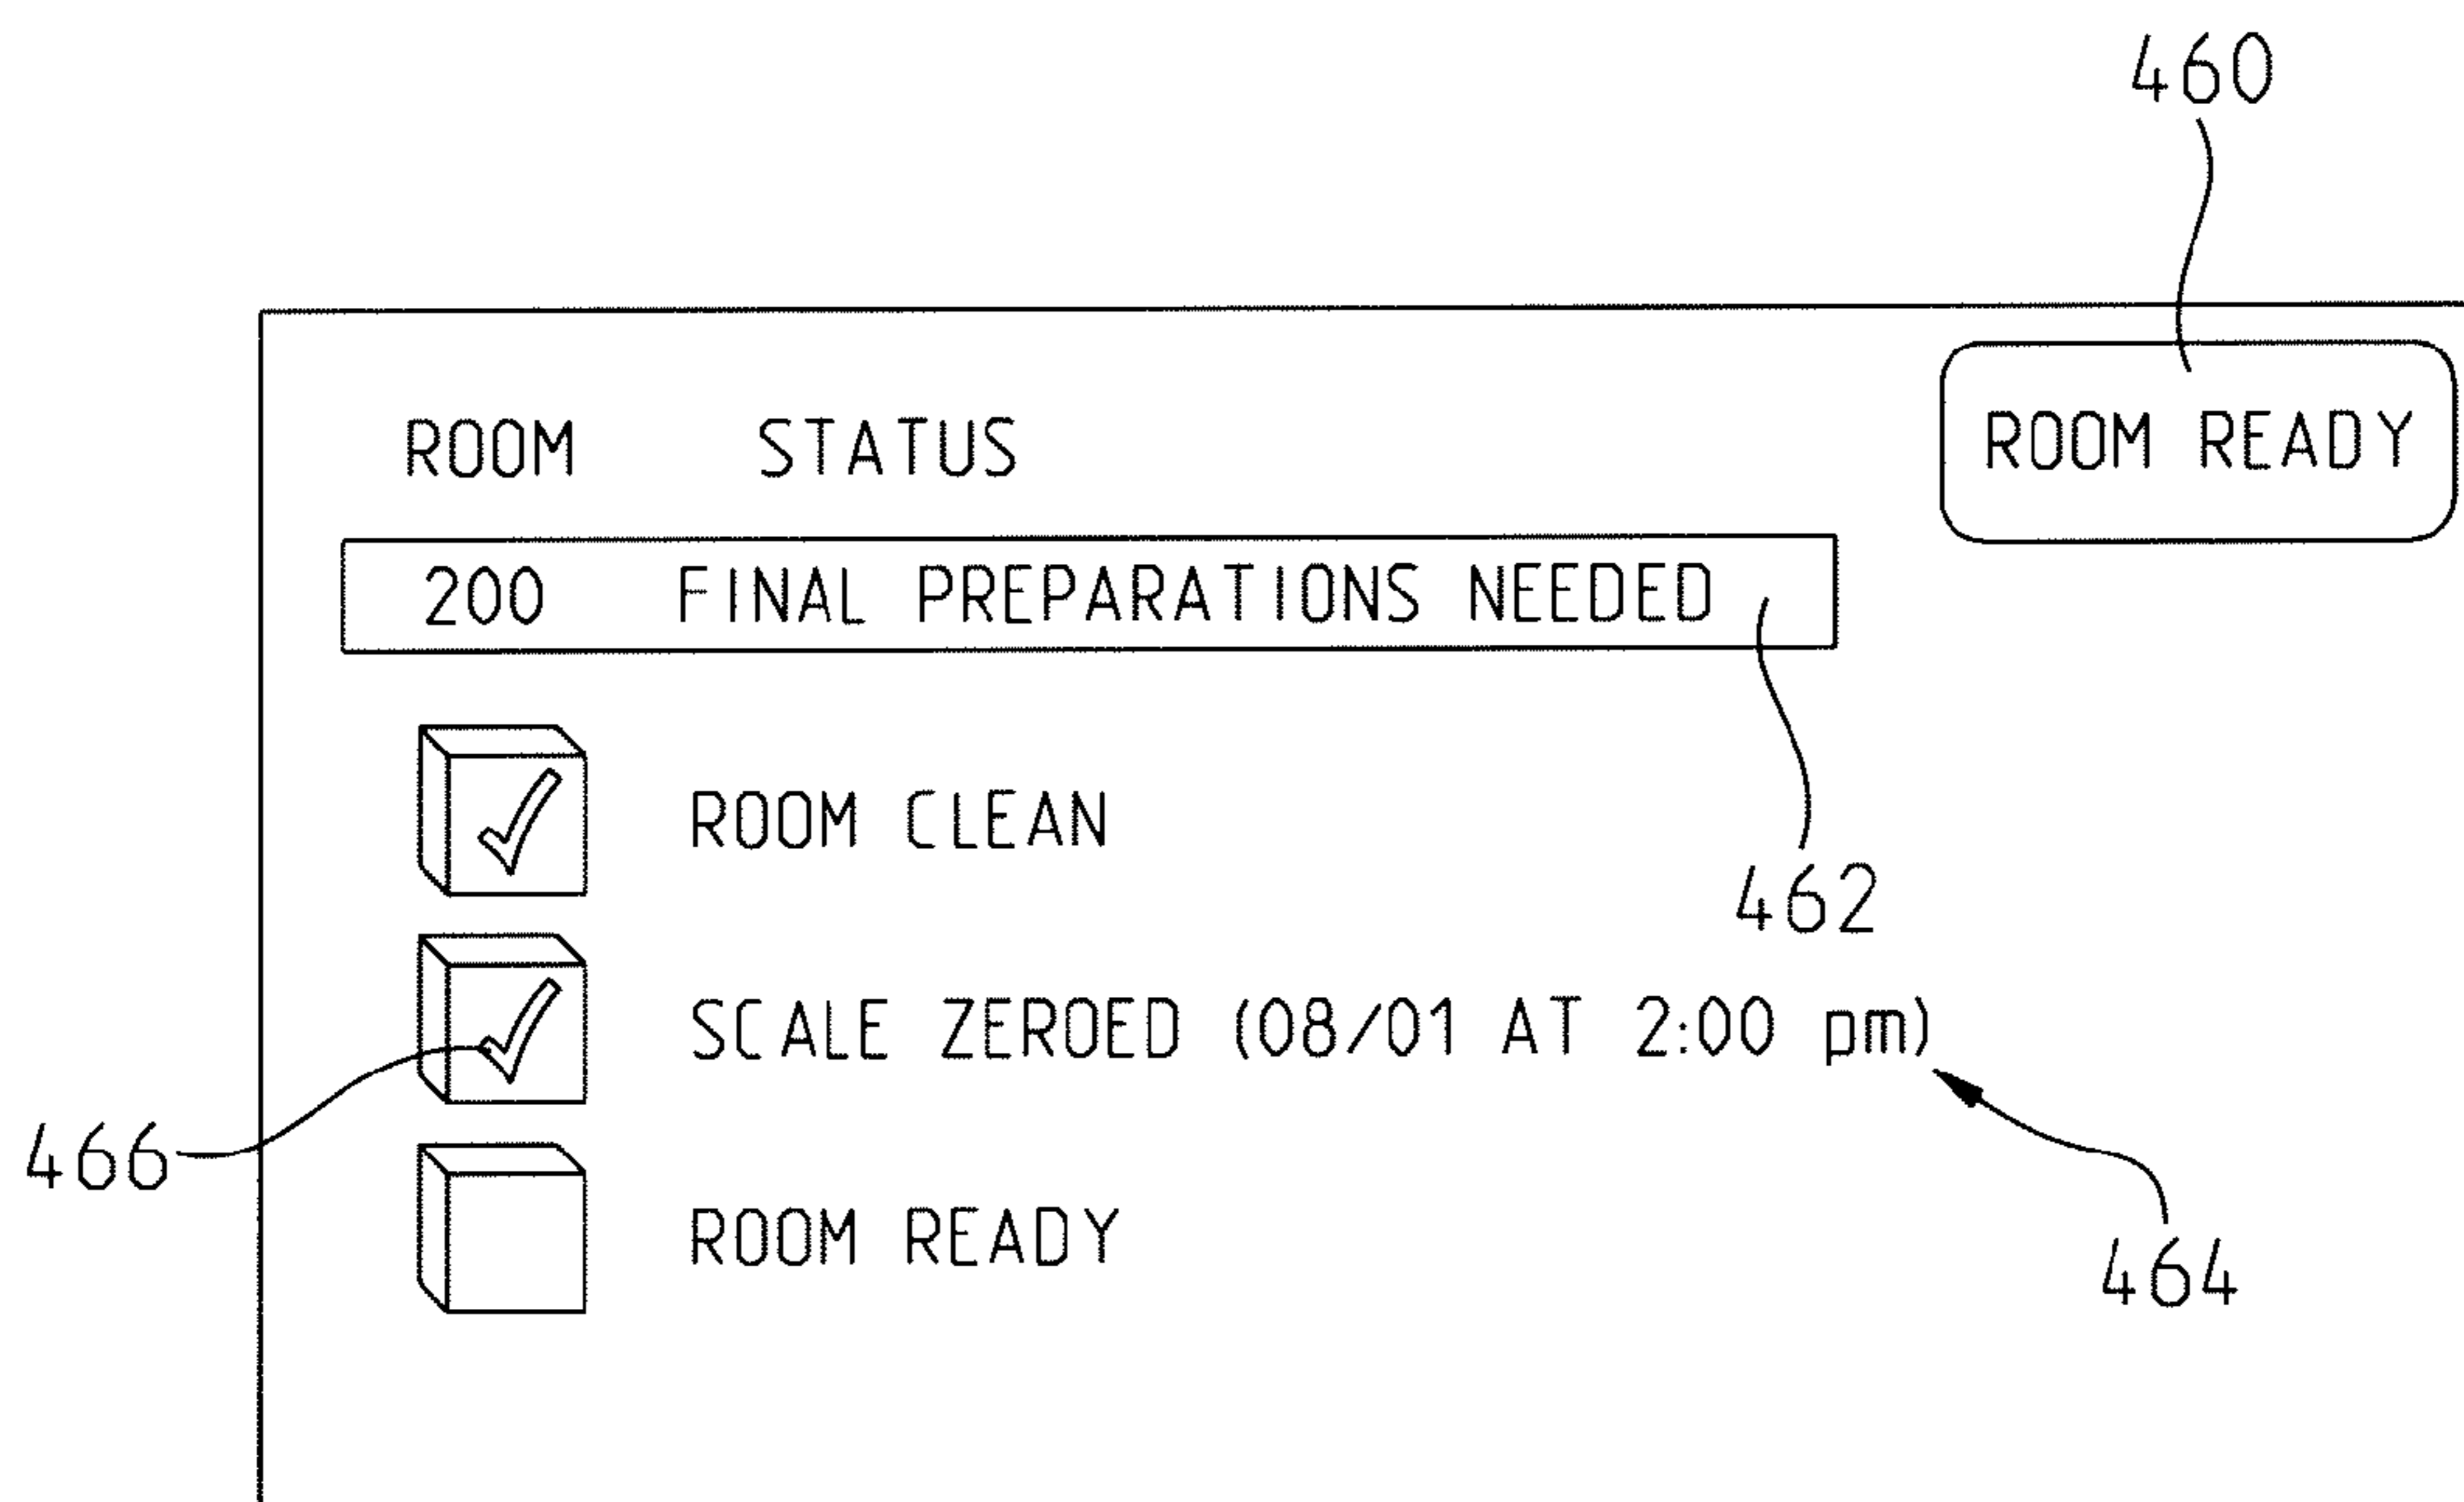 460
ROOM STATUS ROOM READY
200 FINAL PREPARATIONS NEEDED
ROOM CLEAN
462
SCALE ZEROED (08/01 AT 2:00 pm)
466
ROOM READY
464